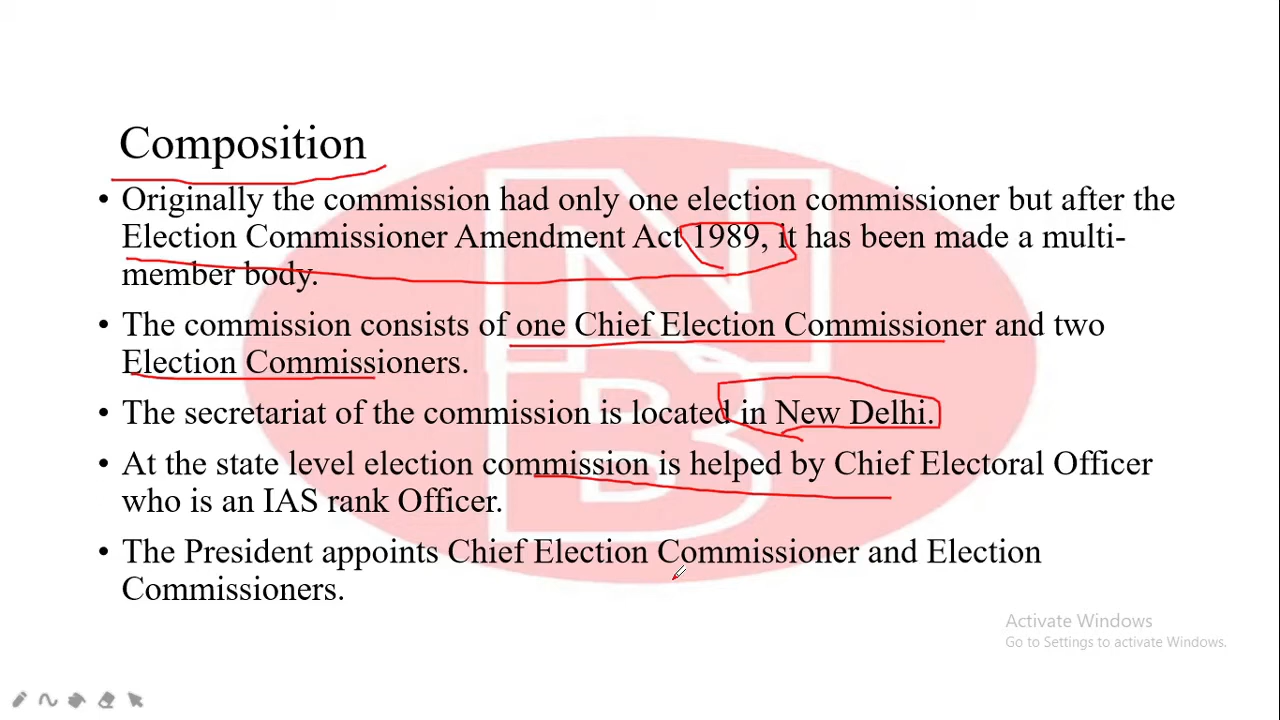 Composition
• Originally the commission had only one election commissioner but after the
Election Commissioner Amendment Act 1989, it has been made a multi-
member body.
• The commission consists of one Chief Election Commissioner and two
Election Commissioners.
• The secretariat of the commission is located in New Delhi.
• At the state level election commission is helped by Chief Electoral Officer
who is an IAS rank Officer.
• The President appoints Chief Election Commissioner and Election
Commissioners.
N
B
Activate Windows
Go to Settings to activate Windows.